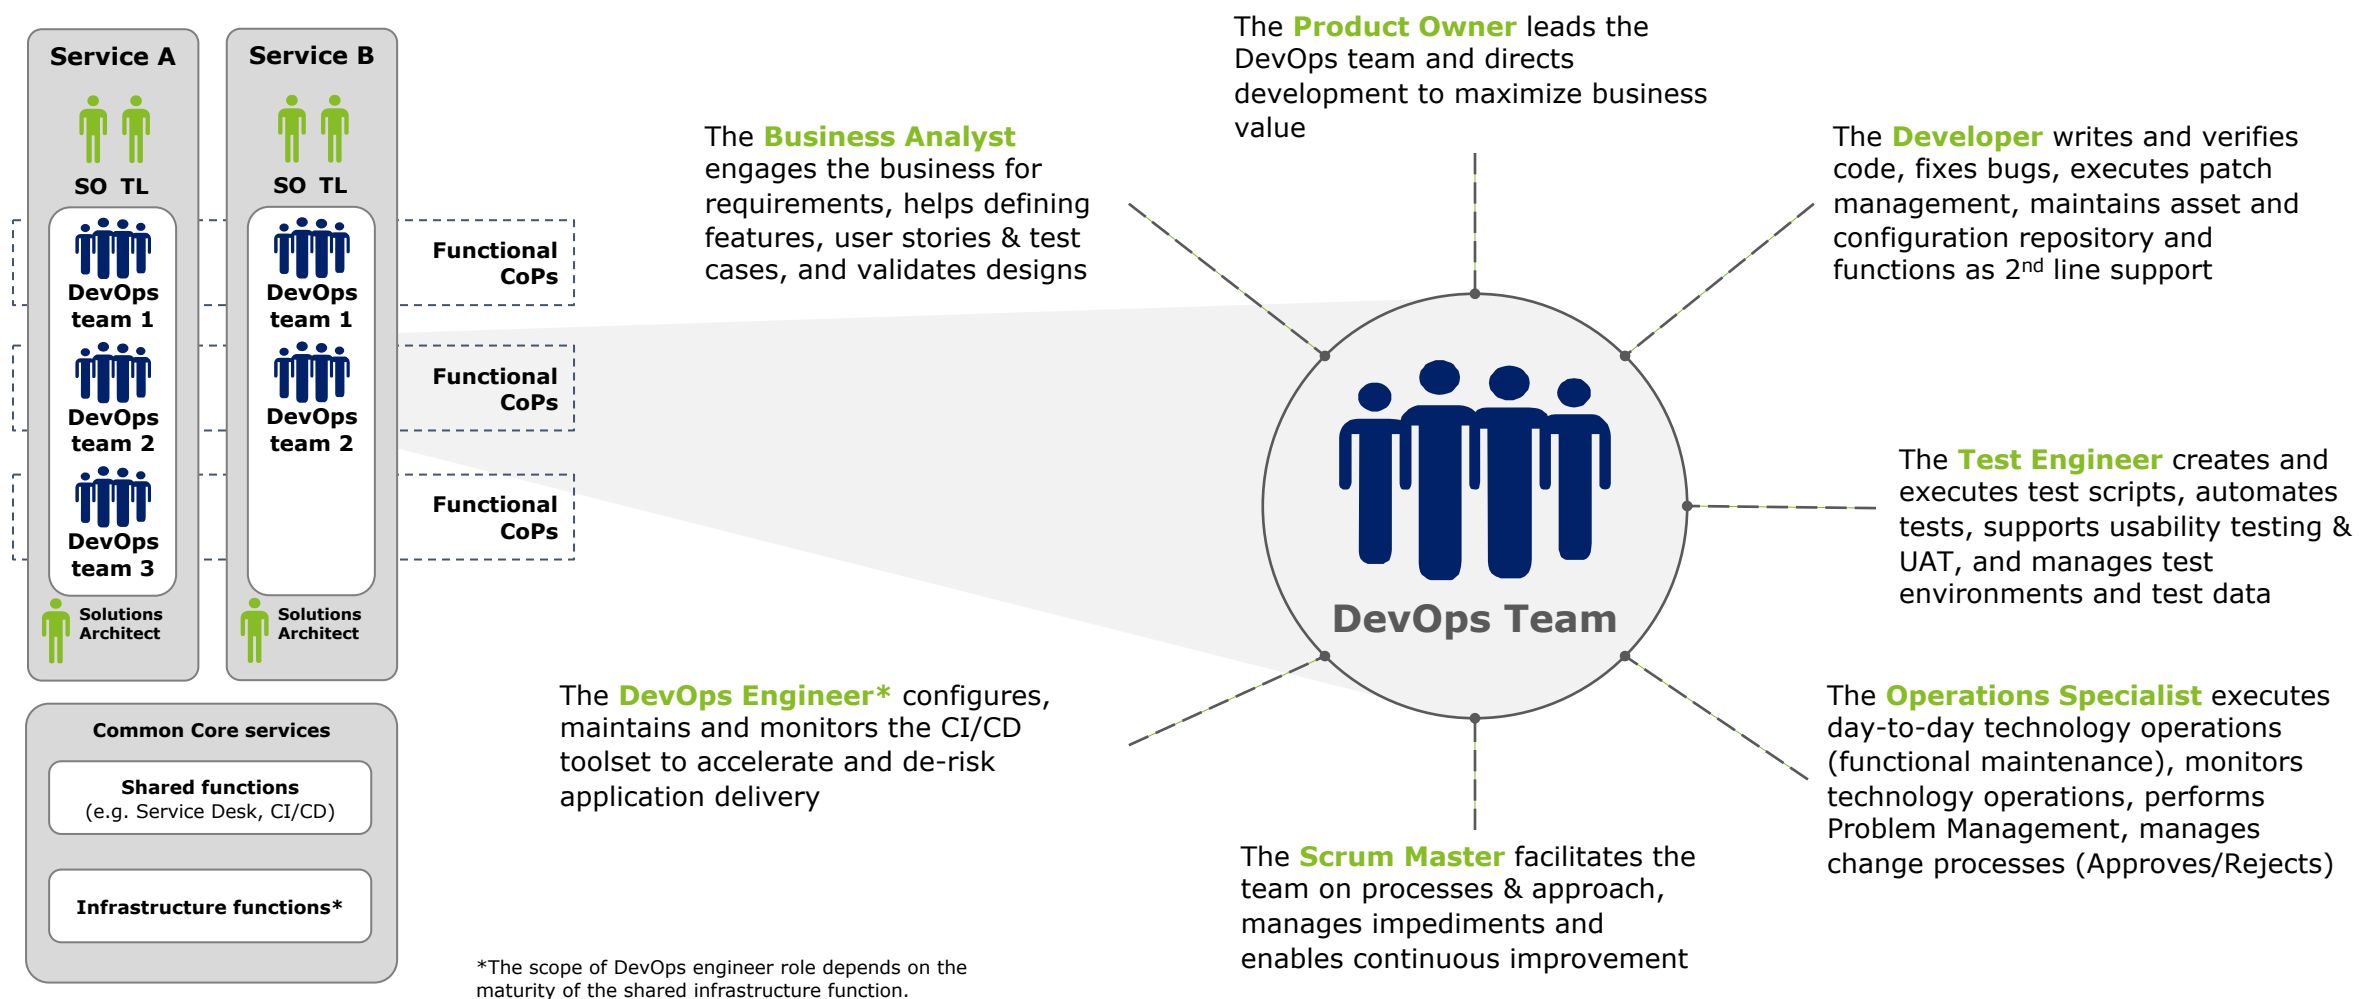 Service A
SO TL
DevOps
team 1
DevOps
team 2
DevOps
team 3
Solutions
Architect
Service B
SO TL
DevOps
team 1
DevOps
team 2
Solutions
Architect
Functional
CoPs
Functional
CoPs
Functional
CoPs
Common Core services
Shared functions
(e.g. Service Desk, CI/CD)
Infrastructure functions*
The Product Owner leads the
DevOps team and directs
development to maximize business
value
The Business Analyst
engages the business for
requirements, helps defining
features, user stories & test
cases, and validates designs
The Developer writes and verifies
code, fixes bugs, executes patch
management, maintains asset and
configuration repository and
functions as 2nd line support
DevOps Team
The Test Engineer creates and
executes test scripts, automates
tests, supports usability testing &
UAT, and manages test
environments and test data
The DevOps Engineer* configures,
maintains and monitors the CI/CD
toolset to accelerate and de-risk
application delivery
The Operations Specialist executes
day-to-day technology operations
(functional maintenance), monitors
technology operations, performs
Problem Management, manages
change processes (Approves/Rejects)
The Scrum Master facilitates the
team on processes & approach,
manages impediments and
enables continuous improvement
*The scope of DevOps engineer role depends on the
maturity of the shared infrastructure function.